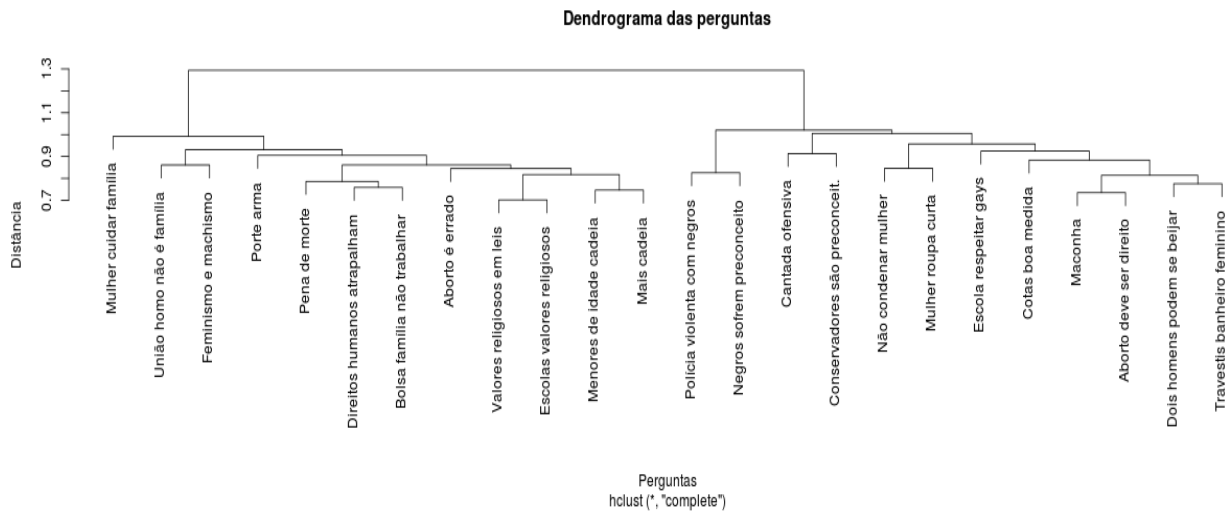 Dendrograma das perguntas
Distância
1.3
1.1
0.9
0.7
Mulher cuidar família
União homo não é família
Feminismo e machismo
Porte arma
Pena de morte
Direitos humanos atrapalham
Bolsa família não trabalhar
Aborto é errado
Valores religiosos em leis
Escolas valores religiosos
Menores de idade cadeia
Mais cadeia
Polícia violenta com negros
Negros sofrem preconceito
Cantada ofensiva
Conservadores são preconceit.
Não condenar mulher
Mulher roupa curta
Escola respeitar gays
Cotas boa medida
Maconha
Aborto deve ser direito
Dois homens podem se beijar
Travestis banheiro feminino
Perguntas
hclust (*, "complete")